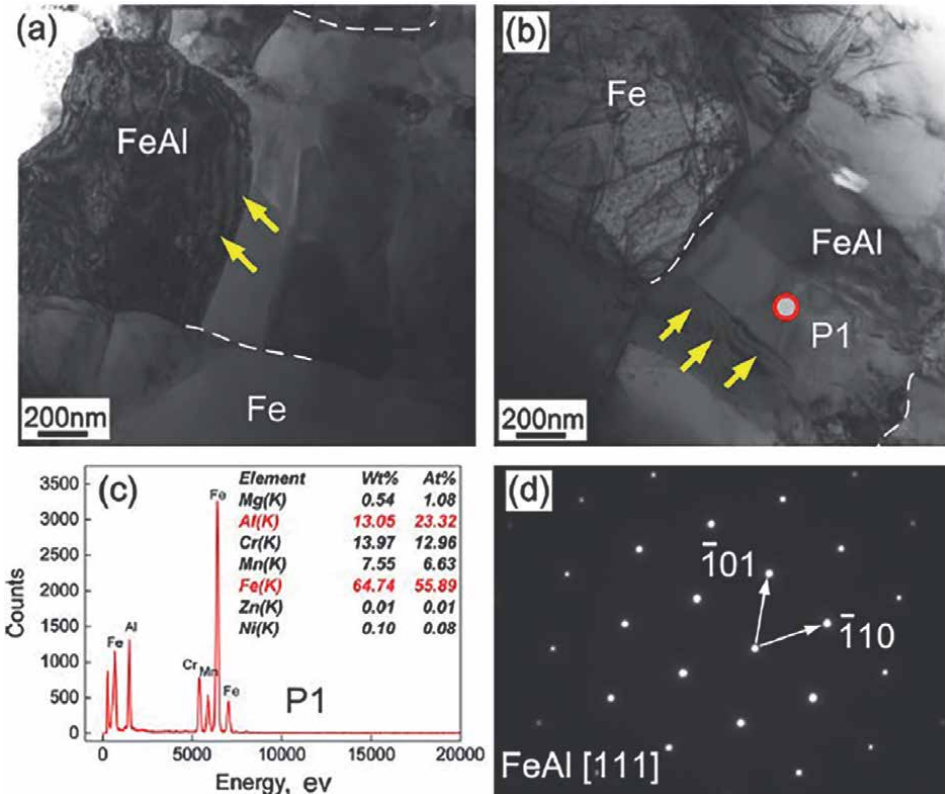 (a)
FeAl
Fe
200nm
(b)
Fe
FeAl
P1
200nm
(c)
Fe
Element Wt% At%
Mg(K) 0.54 1.08
Al(K) 13.05 23.32
Cr(K) 13.97 12.96
Mn(K) 7.55 6.63
Fe(K) 64.74 55.89
Zn(K) 0.01 0.01
Ni(K) 0.10 0.08
Fe
Al
Cr
Mn
Fe
P1
3500
3000
2500
2000
1500
1000
500
0
Counts
0 5000 10000 15000 20000
Energy, ev
(d)
1̅01
1̅10
FeAl [111]